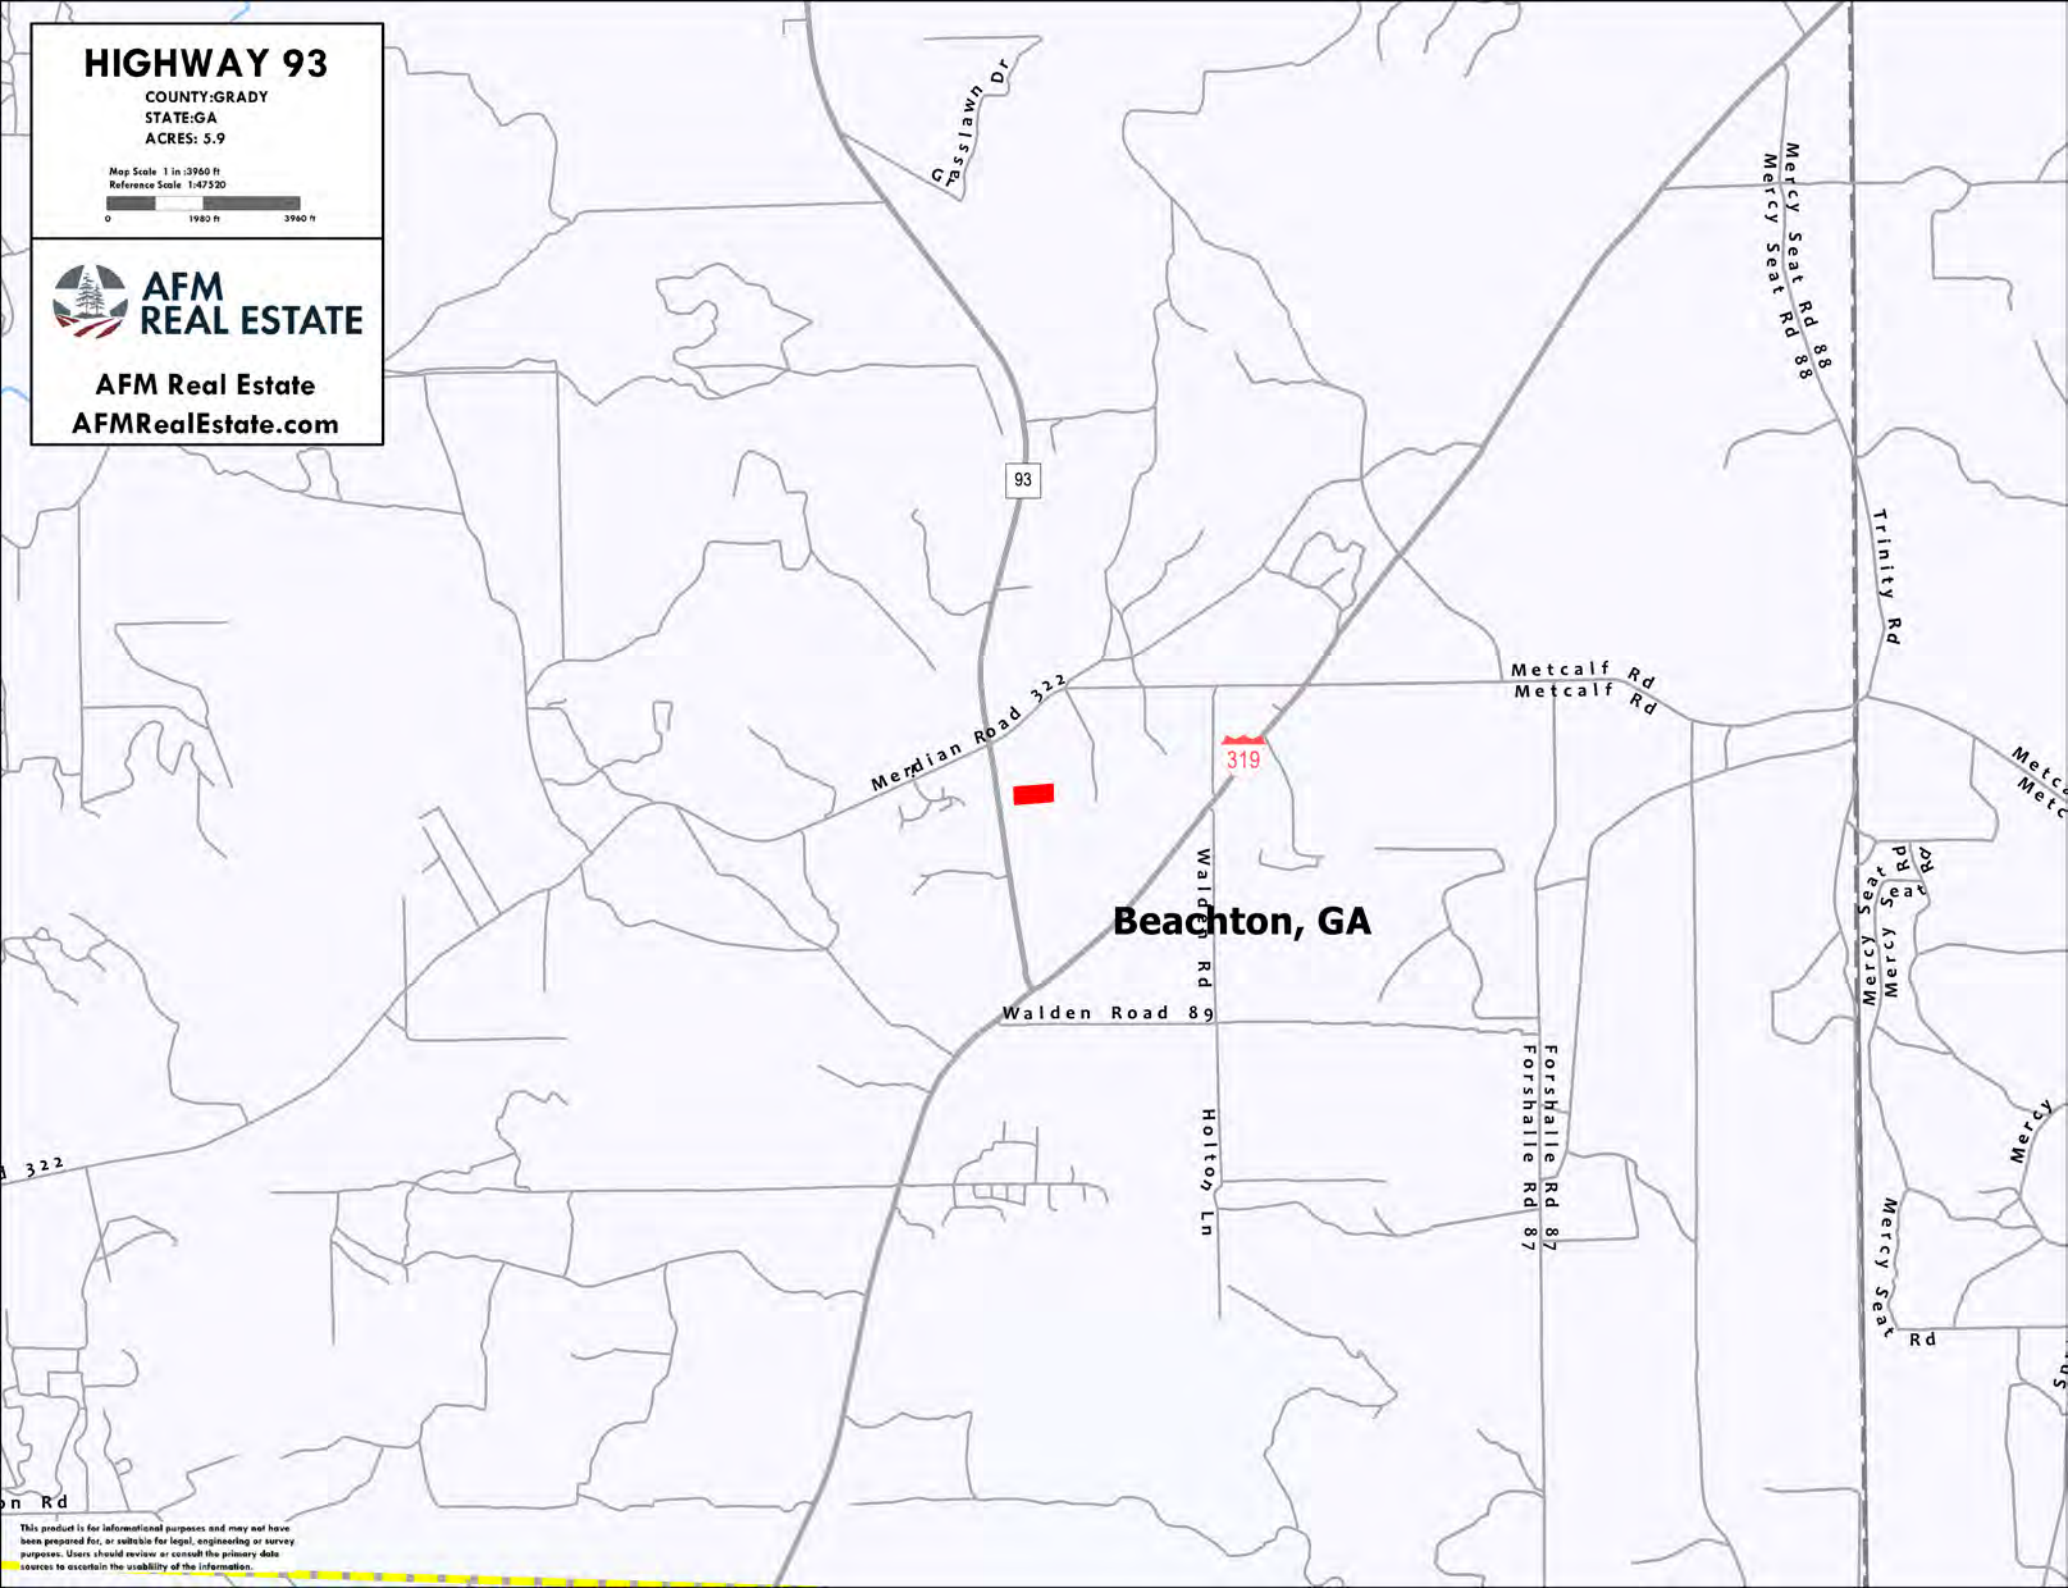 HIGHWAY 93
COUNTY:GRADY
STATE:GA
ACRES: 5.9
Map Scale 1 in :3960 ft
Reference Scale 1:47520
0 1980 ft 3960 ft
AFM
REAL ESTATE
AFM Real Estate
AFMRealEstate.com
Grasslawn Dr
Mercy Seat Rd 88
Mercy Seat Rd 88
93
Trinity Rd
Metcalf Rd
Metcalf Rd
Meridian Road 322
319
Metca
Metc
Walden Rd
Beachton, GA
Mercy Seat Rd
Mercy Seat Rd
Walden Road 89
Forshalle Rd 87
Forshalle Rd 87
Holton Ln
Mercy
322
Mercy Seat Rd
on Rd
This product is for informational purposes and may not have
been prepared for, or suitable for legal, engineering or survey
purposes. Users should review or consult the primary data
sources to ascertain the usability of the information.